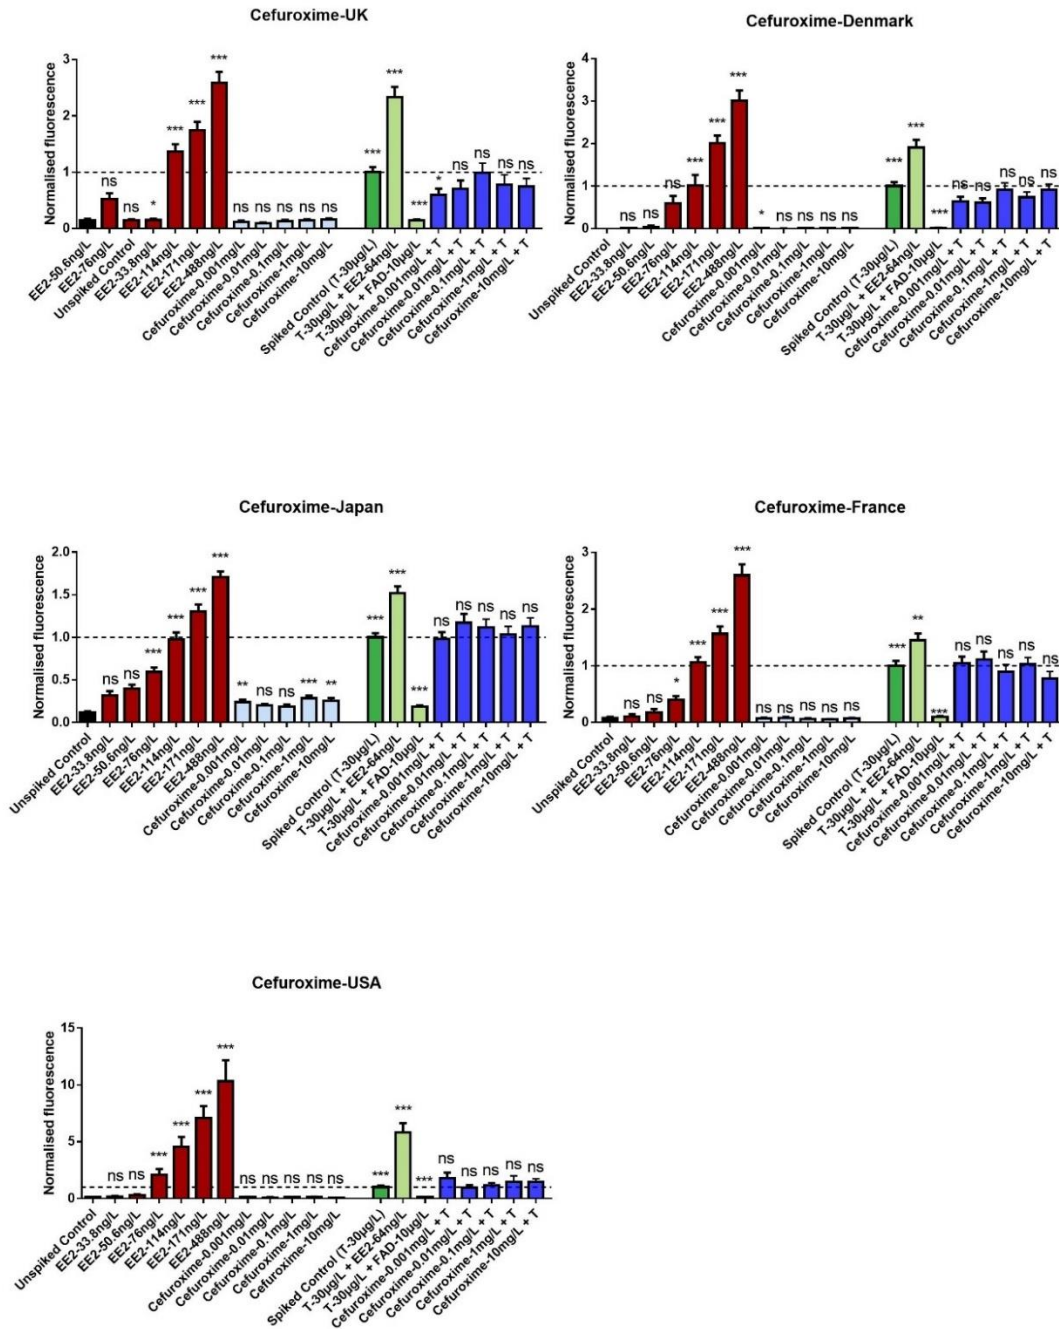 Cefuroxime-UK
Normalised fluorescence
3
2
1
0
ns
ns
*
***
***
***
ns
ns
ns
ns
ns
***
***
***
*
ns
ns
ns
ns
EE2-50.6ng/L
EE2-76ng/L
Unspiked Control
EE2-33.8ng/L
EE2-114ng/L
EE2-171ng/L
EE2-488ng/L
Cefuroxime-0.001mg/L
Cefuroxime-0.01mg/L
Cefuroxime-0.1mg/L
Cefuroxime-1mg/L
Cefuroxime-10mg/L
Spiked Control (T-30µg/L)
T-30µg/L + EE2-64ng/L
T-30µg/L + FAD-10µg/L
Cefuroxime-0.001mg/L + T
Cefuroxime-0.01mg/L + T
Cefuroxime-0.1mg/L + T
Cefuroxime-1mg/L + T
Cefuroxime-10mg/L + T
Cefuroxime-Denmark
Normalised fluorescence
4
3
2
1
0
ns
ns
ns
***
***
***
*
ns
ns
ns
ns
***
***
***
ns
ns
ns
ns
ns
Unspiked Control
EE2-33.8ng/L
EE2-50.6ng/L
EE2-76ng/L
EE2-114ng/L
EE2-171ng/L
EE2-488ng/L
Cefuroxime-0.001mg/L
Cefuroxime-0.01mg/L
Cefuroxime-0.1mg/L
Cefuroxime-1mg/L
Cefuroxime-10mg/L
Spiked Control (T-30µg/L)
T-30µg/L + EE2-64ng/L
T-30µg/L + FAD-10µg/L
Cefuroxime-0.001mg/L + T
Cefuroxime-0.01mg/L + T
Cefuroxime-0.1mg/L + T
Cefuroxime-1mg/L + T
Cefuroxime-10mg/L + T
Cefuroxime-Japan
Normalised fluorescence
2.0
1.5
1.0
0.5
0.0
ns
ns
***
***
***
***
**
ns
ns
***
**
***
***
***
ns
ns
ns
ns
ns
Unspiked Control
EE2-33.8ng/L
EE2-50.6ng/L
EE2-76ng/L
EE2-114ng/L
EE2-171ng/L
EE2-488ng/L
Cefuroxime-0.001mg/L
Cefuroxime-0.01mg/L
Cefuroxime-0.1mg/L
Cefuroxime-1mg/L
Cefuroxime-10mg/L
Spiked Control (T-30µg/L)
T-30µg/L + EE2-64ng/L
T-30µg/L + FAD-10µg/L
Cefuroxime-0.001mg/L + T
Cefuroxime-0.01mg/L + T
Cefuroxime-0.1mg/L + T
Cefuroxime-1mg/L + T
Cefuroxime-10mg/L + T
Cefuroxime-France
Normalised fluorescence
3
2
1
0
ns
ns
*
***
***
***
ns
ns
ns
ns
ns
***
**
***
ns
ns
ns
ns
ns
Unspiked Control
EE2-33.8ng/L
EE2-50.6ng/L
EE2-76ng/L
EE2-114ng/L
EE2-171ng/L
EE2-488ng/L
Cefuroxime-0.001mg/L
Cefuroxime-0.01mg/L
Cefuroxime-0.1mg/L
Cefuroxime-1mg/L
Cefuroxime-10mg/L
Spiked Control (T-30µg/L)
T-30µg/L + EE2-64ng/L
T-30µg/L + FAD-10µg/L
Cefuroxime-0.001mg/L + T
Cefuroxime-0.01mg/L + T
Cefuroxime-0.1mg/L + T
Cefuroxime-1mg/L + T
Cefuroxime-10mg/L + T
Cefuroxime-USA
Normalised fluorescence
15
10
5
0
ns
ns
***
***
***
***
ns
ns
ns
ns
ns
***
***
***
ns
ns
ns
ns
ns
Unspiked Control
EE2-33.8ng/L
EE2-50.6ng/L
EE2-76ng/L
EE2-114ng/L
EE2-171ng/L
EE2-488ng/L
Cefuroxime-0.001mg/L
Cefuroxime-0.01mg/L
Cefuroxime-0.1mg/L
Cefuroxime-1mg/L
Cefuroxime-10mg/L
Spiked Control (T-30µg/L)
T-30µg/L + EE2-64ng/L
T-30µg/L + FAD-10µg/L
Cefuroxime-0.001mg/L + T
Cefuroxime-0.01mg/L + T
Cefuroxime-0.1mg/L + T
Cefuroxime-1mg/L + T
Cefuroxime-10mg/L + T